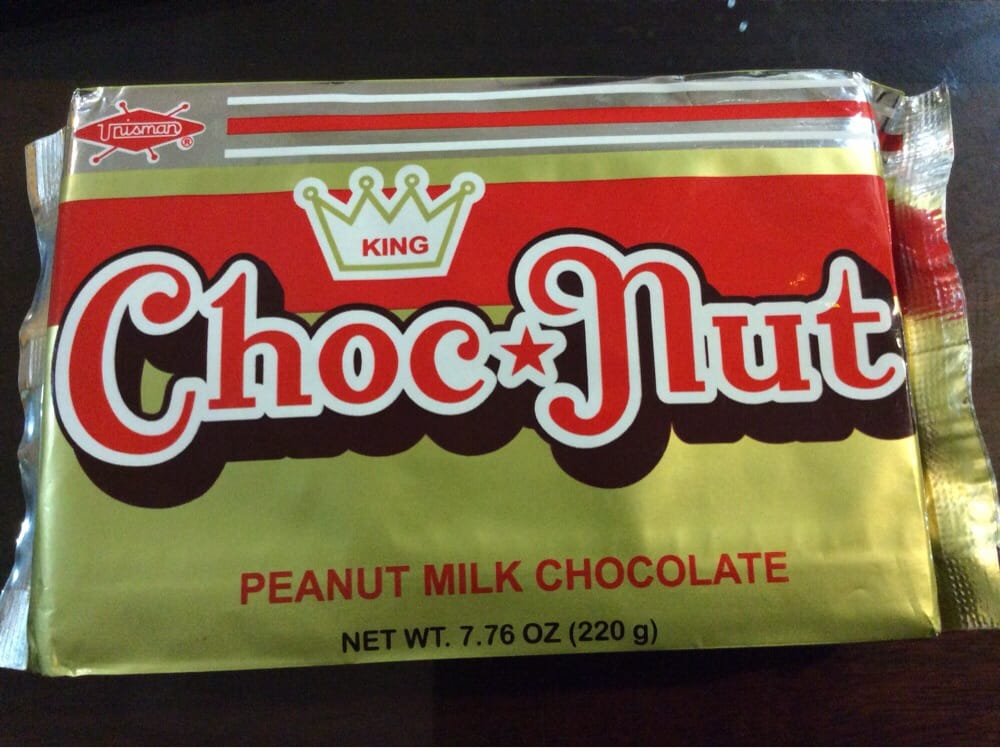 Unisman ®
KING
Choc★Nut
PEANUT MILK CHOCOLATE
NET WT. 7.76 OZ (220 g)